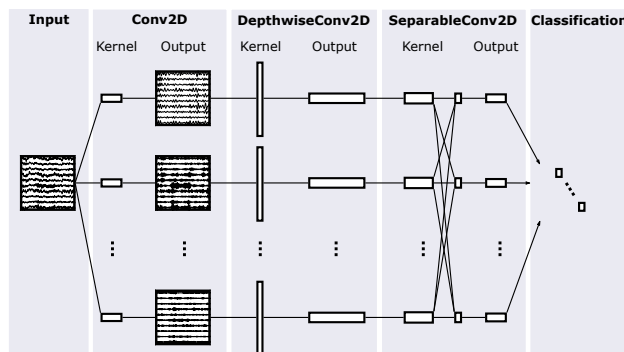 Input Conv2D DepthwiseConv2D SeparableConv2D Classification
Kernel Output Kernel Output Kernel Output